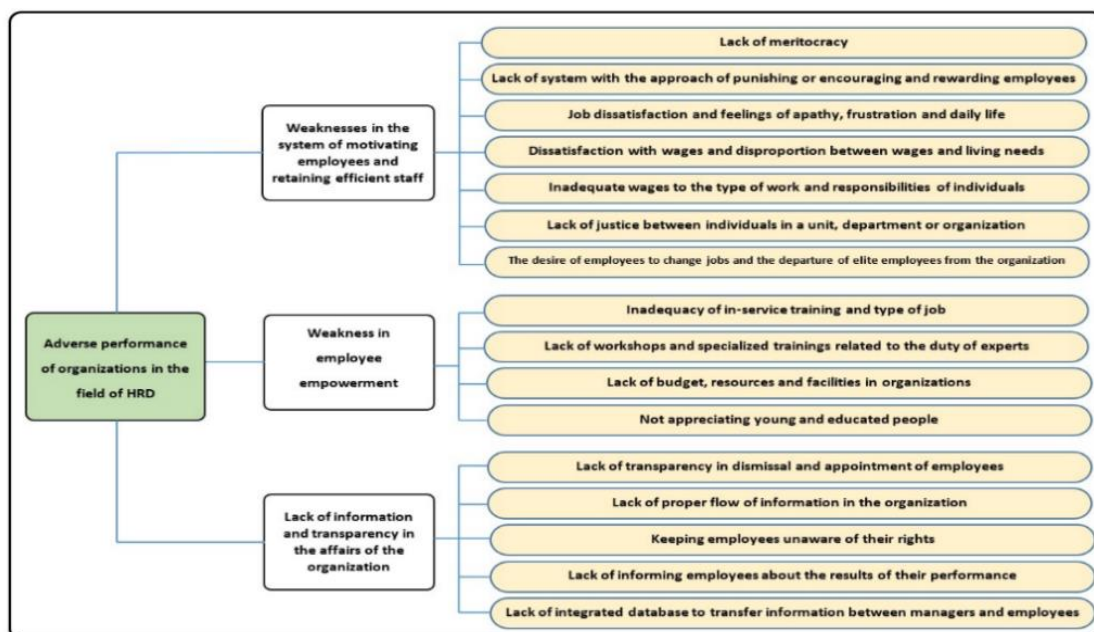 Lack of meritocracy
Lack of system with the approach of punishing or encouraging and rewarding employees
Weaknesses in the
system of motivating
employees and
retaining efficient staff
Job dissatisfaction and feelings of apathy, frustration and daily life
Dissatisfaction with wages and disproportion between wages and living needs
Inadequate wages to the type of work and responsibilities of individuals
Lack of justice between individuals in a unit, department or organization
The desire of employees to change jobs and the departure of elite employees from the organization
Adverse performance
of organizations in the
field of HRD
Weakness in
employee
empowerment
Inadequacy of in-service training and type of job
Lack of workshops and specialized trainings related to the duty of experts
Lack of budget, resources and facilities in organizations
Not appreciating young and educated people
Lack of information
and transparency in
the affairs of the
organization
Lack of transparency in dismissal and appointment of employees
Lack of proper flow of information in the organization
Keeping employees unaware of their rights
Lack of informing employees about the results of their performance
Lack of integrated database to transfer information between managers and employees